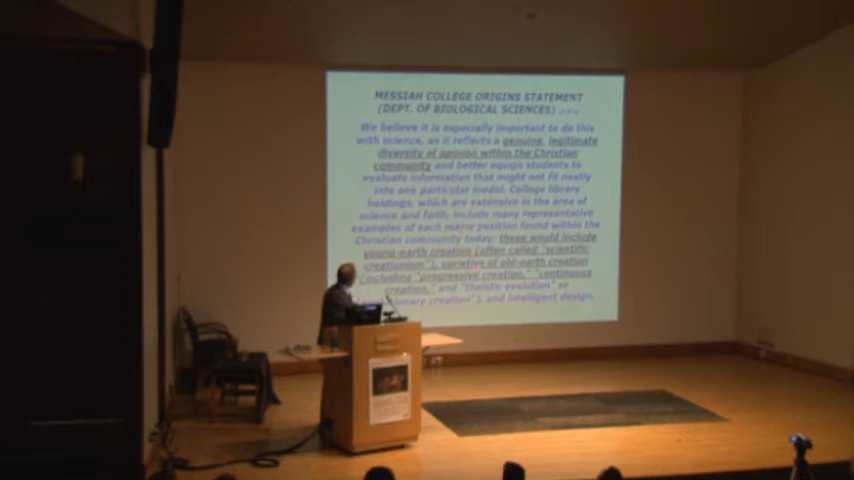 MESSIAH COLLEGE ORIGINS STATEMENT
(DEPT. OF BIOLOGICAL SCIENCES)
We believe it is especially important to do this
with science, as it reflects a genuine, legitimate
diversity of opinion within the Christian
community and better equips students to
evaluate information that might not fit neatly
into one particular model. College library
holdings, which are extensive in the area of
science and faith, include many representative
examples of each major position found within the
Christian community today; these would include
young-earth creation (often called "scientific
creationism"), varieties of old-earth creation
(including "progressive creation," "continuous
creation," and "theistic evolution" or
creation"), and intelligent design.